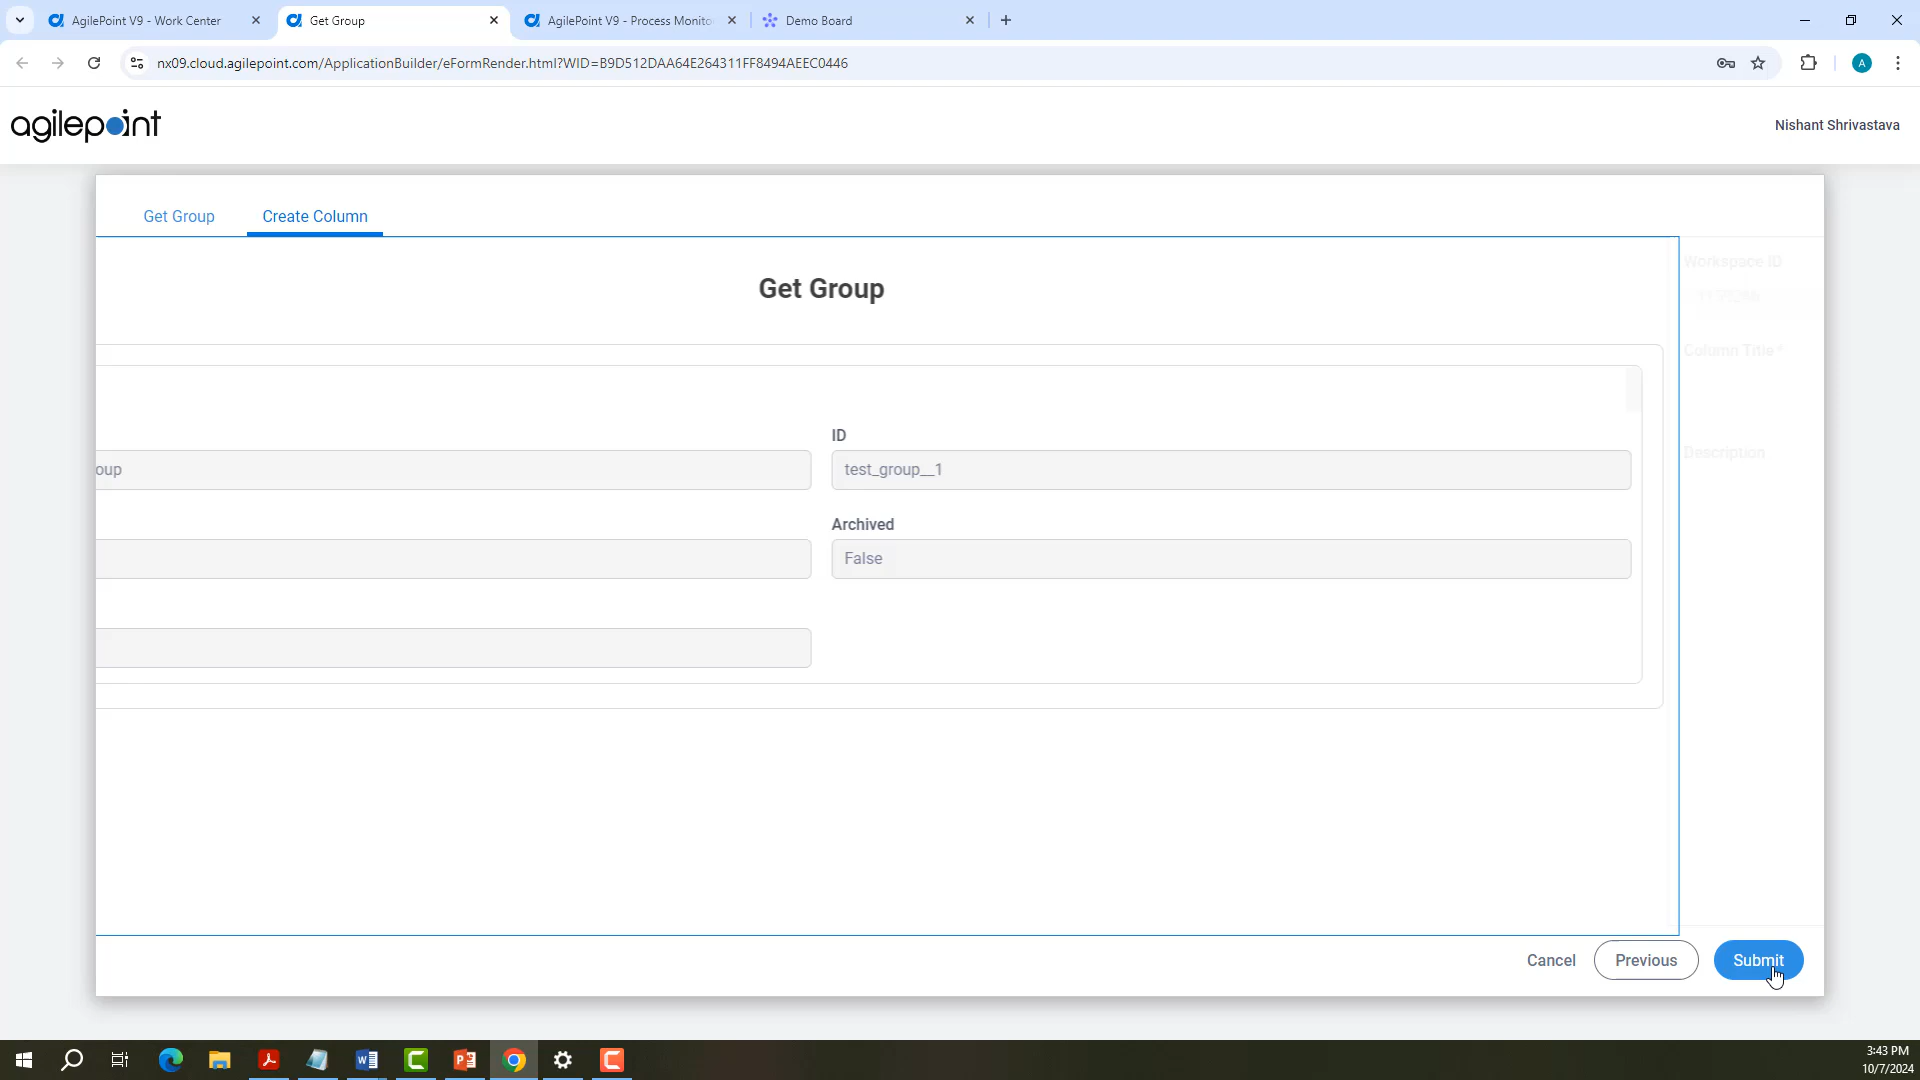 AgilePoint V9 - Work Center
Get Group
AgilePoint V9 - Process Monito
Demo Board
nx09.cloud.agilepoint.com/ApplicationBuilder/eFormRender.html?WID=B9D512DAA64E264311FF8494AEEC0446
A
agilepoint
Nishant Shrivastava
Get Group
Create Column
Workspace ID
Get Group
Column Title *
ID
oup
test_group__1
Description
Archived
False
Cancel
Previous
Submit
3:43 PM
10/7/2024